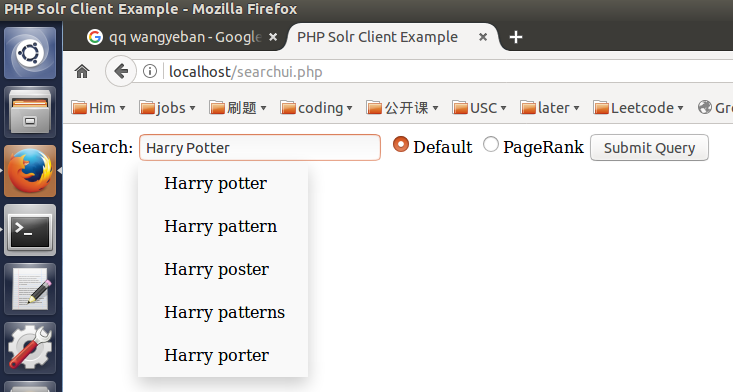 PHP Solr Client Example - Mozilla Firefox
qq wangyeban - Google
PHP Solr Client Example
localhost/searchui.php
Him jobs 刷题 coding 公开课 USC later Leetcode
Search: Harry Potter Default PageRank Submit Query
Harry potter
Harry pattern
Harry poster
Harry patterns
Harry porter